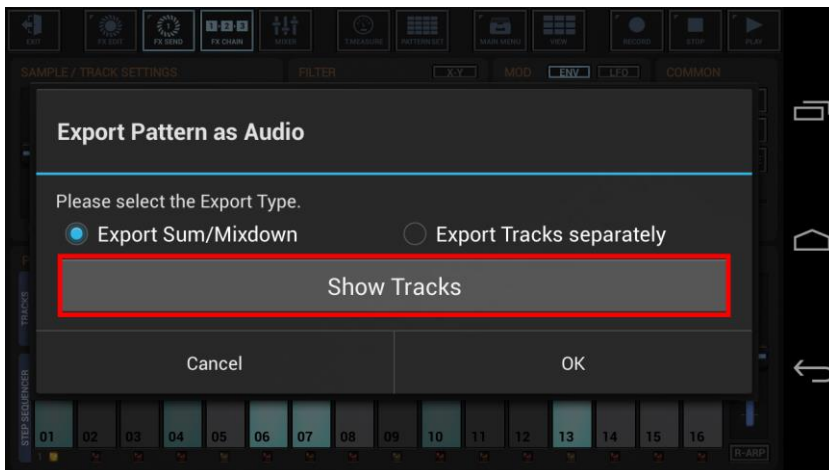 EXIT
FX EDIT
FX SEND
1-2-3
FX CHAIN
MIXER
T.MEASURE
PATTERN SET
MAIN MENU
VIEW
RECORD
STOP
PLAY
SAMPLE / TRACK SETTINGS
FILTER
X-Y
MOD
ENV
LFO
COMMON
Export Pattern as Audio
Please select the Export Type.
Export Sum/Mixdown
Export Tracks separately
Show Tracks
Cancel
OK
TRACKS
STEP SEQUENCER
01 02 03 04 05 06 07 08 09 10 11 12 13 14 15 16
R-ARP